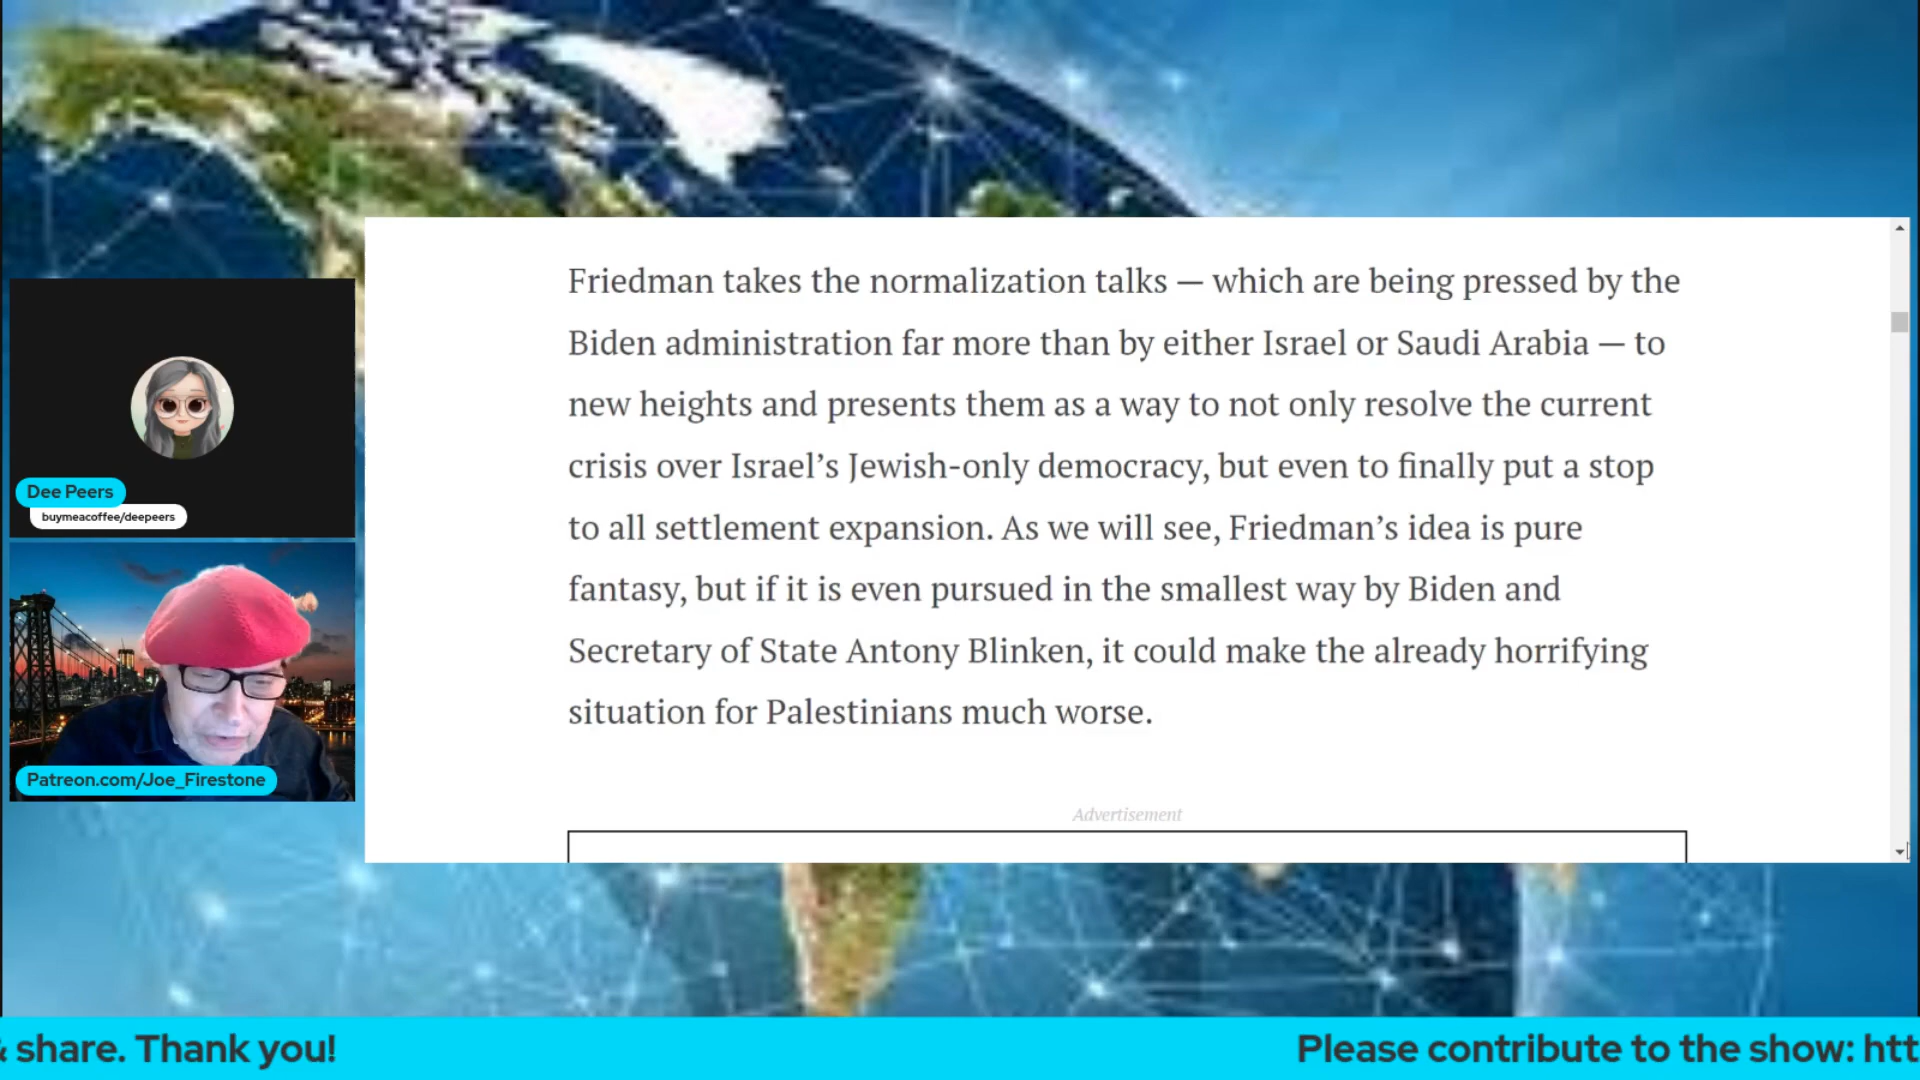 Friedman takes the normalization talks — which are being pressed by the
Biden administration far more than by either Israel or Saudi Arabia — to
new heights and presents them as a way to not only resolve the current
crisis over Israel’s Jewish-only democracy, but even to finally put a stop
to all settlement expansion. As we will see, Friedman’s idea is pure
fantasy, but if it is even pursued in the smallest way by Biden and
Secretary of State Antony Blinken, it could make the already horrifying
situation for Palestinians much worse.
Advertisement
Dee Peers
buymeacoffee/deepeers
Patreon.com/Joe_Firestone
& share. Thank you!
Please contribute to the show: htt